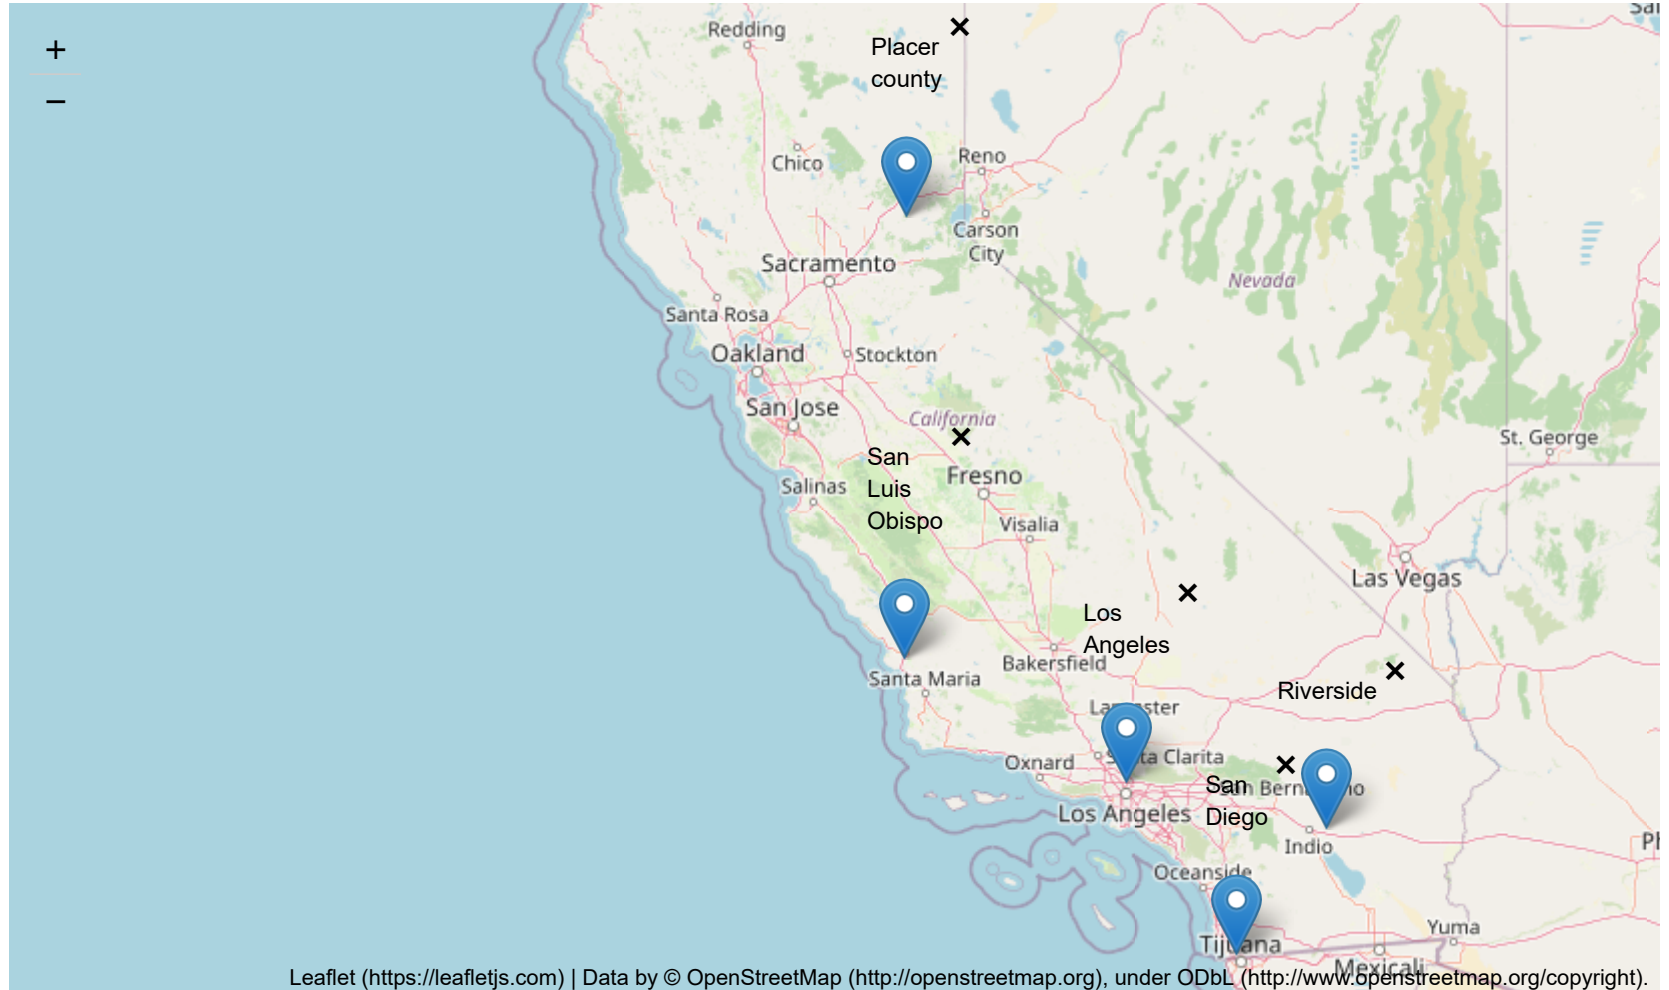 Redding
Placer
county
+
−
Chico
Reno
Carson
City
Sacramento
Nevada
Santa Rosa
Oakland
Stockton
San Jose
California
San
Luis
Obispo
Fresno
St. George
Salinas
Visalia
Las Vegas
Los
Angeles
Bakersfield
Santa Maria
Riverside
Oxnard
Los Angeles
San
Diego
Indio
Oceanside
Yuma
Mexicali
Leaflet (https://leafletjs.com) | Data by © OpenStreetMap (http://openstreetmap.org), under ODbL (http://www.openstreetmap.org/copyright).